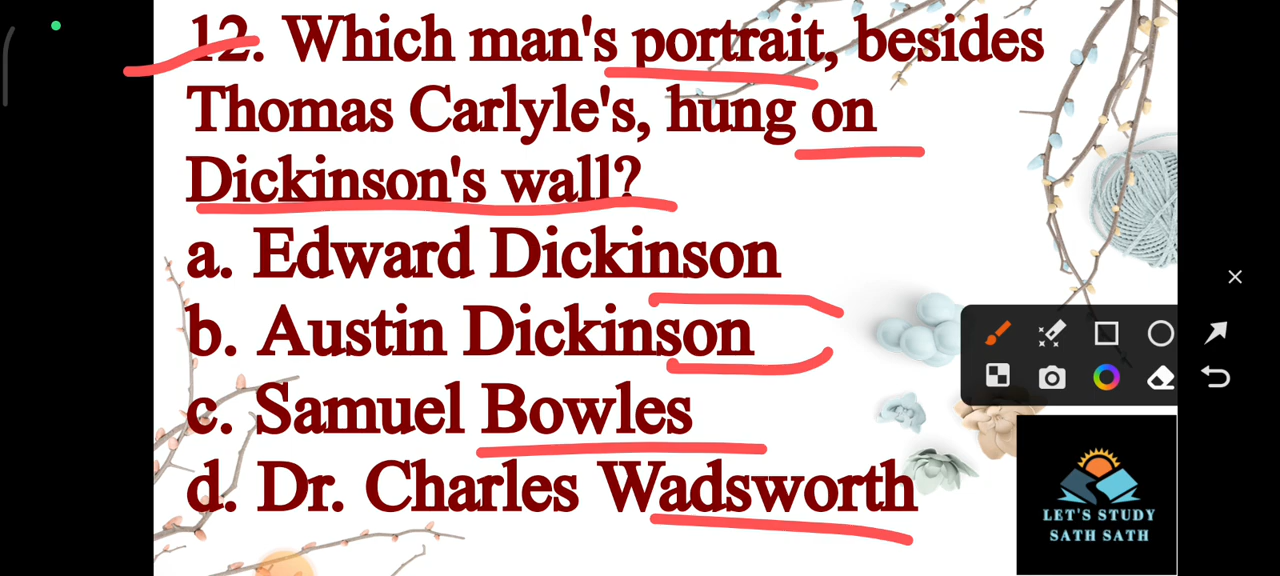 12. Which man's portrait, besides
Thomas Carlyle's, hung on
Dickinson's wall?
a. Edward Dickinson
b. Austin Dickinson
c. Samuel Bowles
d. Dr. Charles Wadsworth
LET'S STUDY
SATH SATH